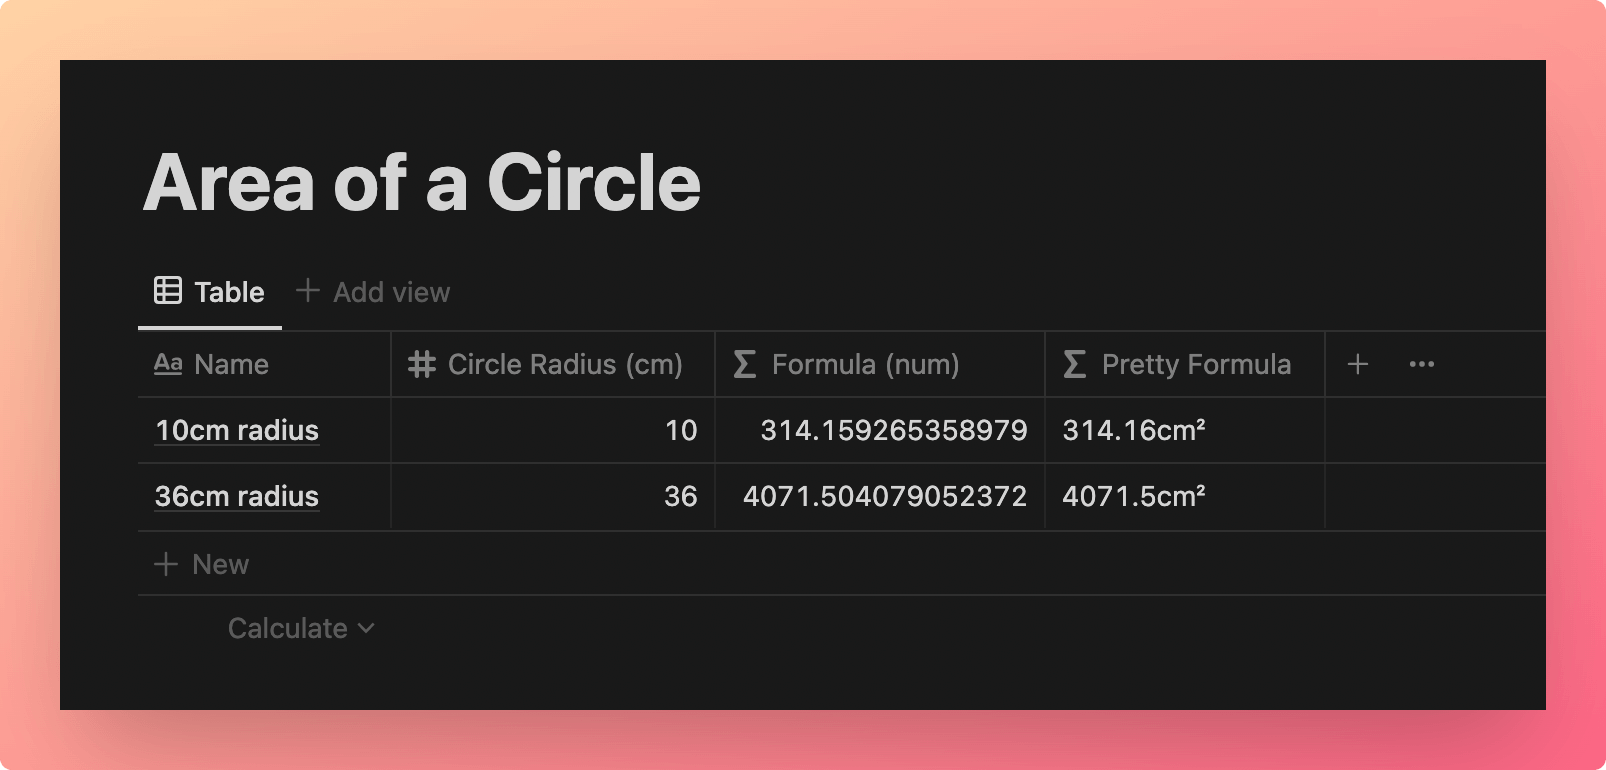 Area of a Circle
Table + Add view
Aa Name # Circle Radius (cm) Σ Formula (num) Σ Pretty Formula + •••
10cm radius 10 314.159265358979 314.16cm²
36cm radius 36 4071.504079052372 4071.5cm²
+ New
Calculate